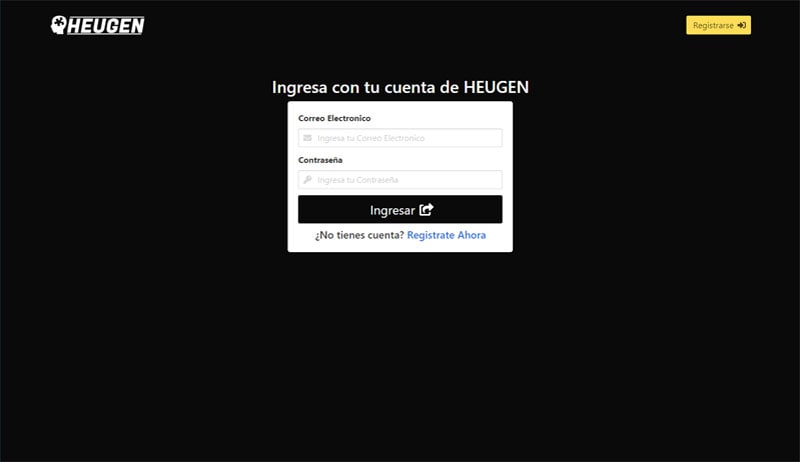 HEUGEN
Registrarse
Ingresa con tu cuenta de HEUGEN
Correo Electronico
Ingresa tu Correo Electronico
Contraseña
Ingresa tu Contraseña
Ingresar
¿No tienes cuenta? Registrate Ahora